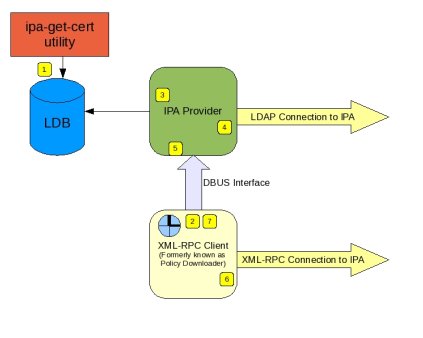 ipa-get-cert
utility
1
LDB
3
IPA Provider
4
5
LDAP Connection to IPA
DBUS Interface
2 7
XML-RPC Client
(Formerly known as
Policy Downloader)
6
XML-RPC Connection to IPA